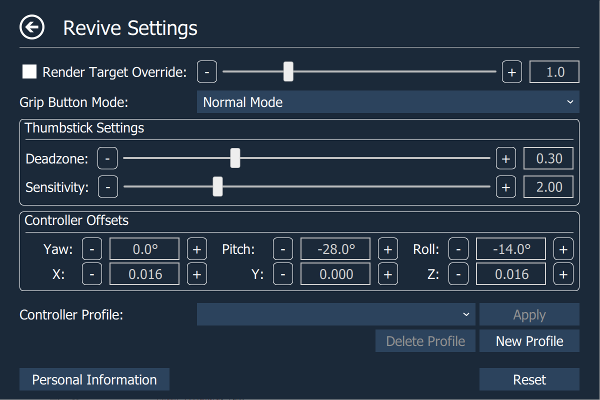 Revive Settings
Render Target Override: - + 1.0
Grip Button Mode: Normal Mode
Thumbstick Settings
Deadzone: - + 0.30
Sensitivity: - + 2.00
Controller Offsets
Yaw: - 0.0° + Pitch: - -28.0° + Roll: - -14.0° +
X: - 0.016 + Y: - 0.000 + Z: - 0.016 +
Controller Profile: Apply
Delete Profile New Profile
Personal Information Reset